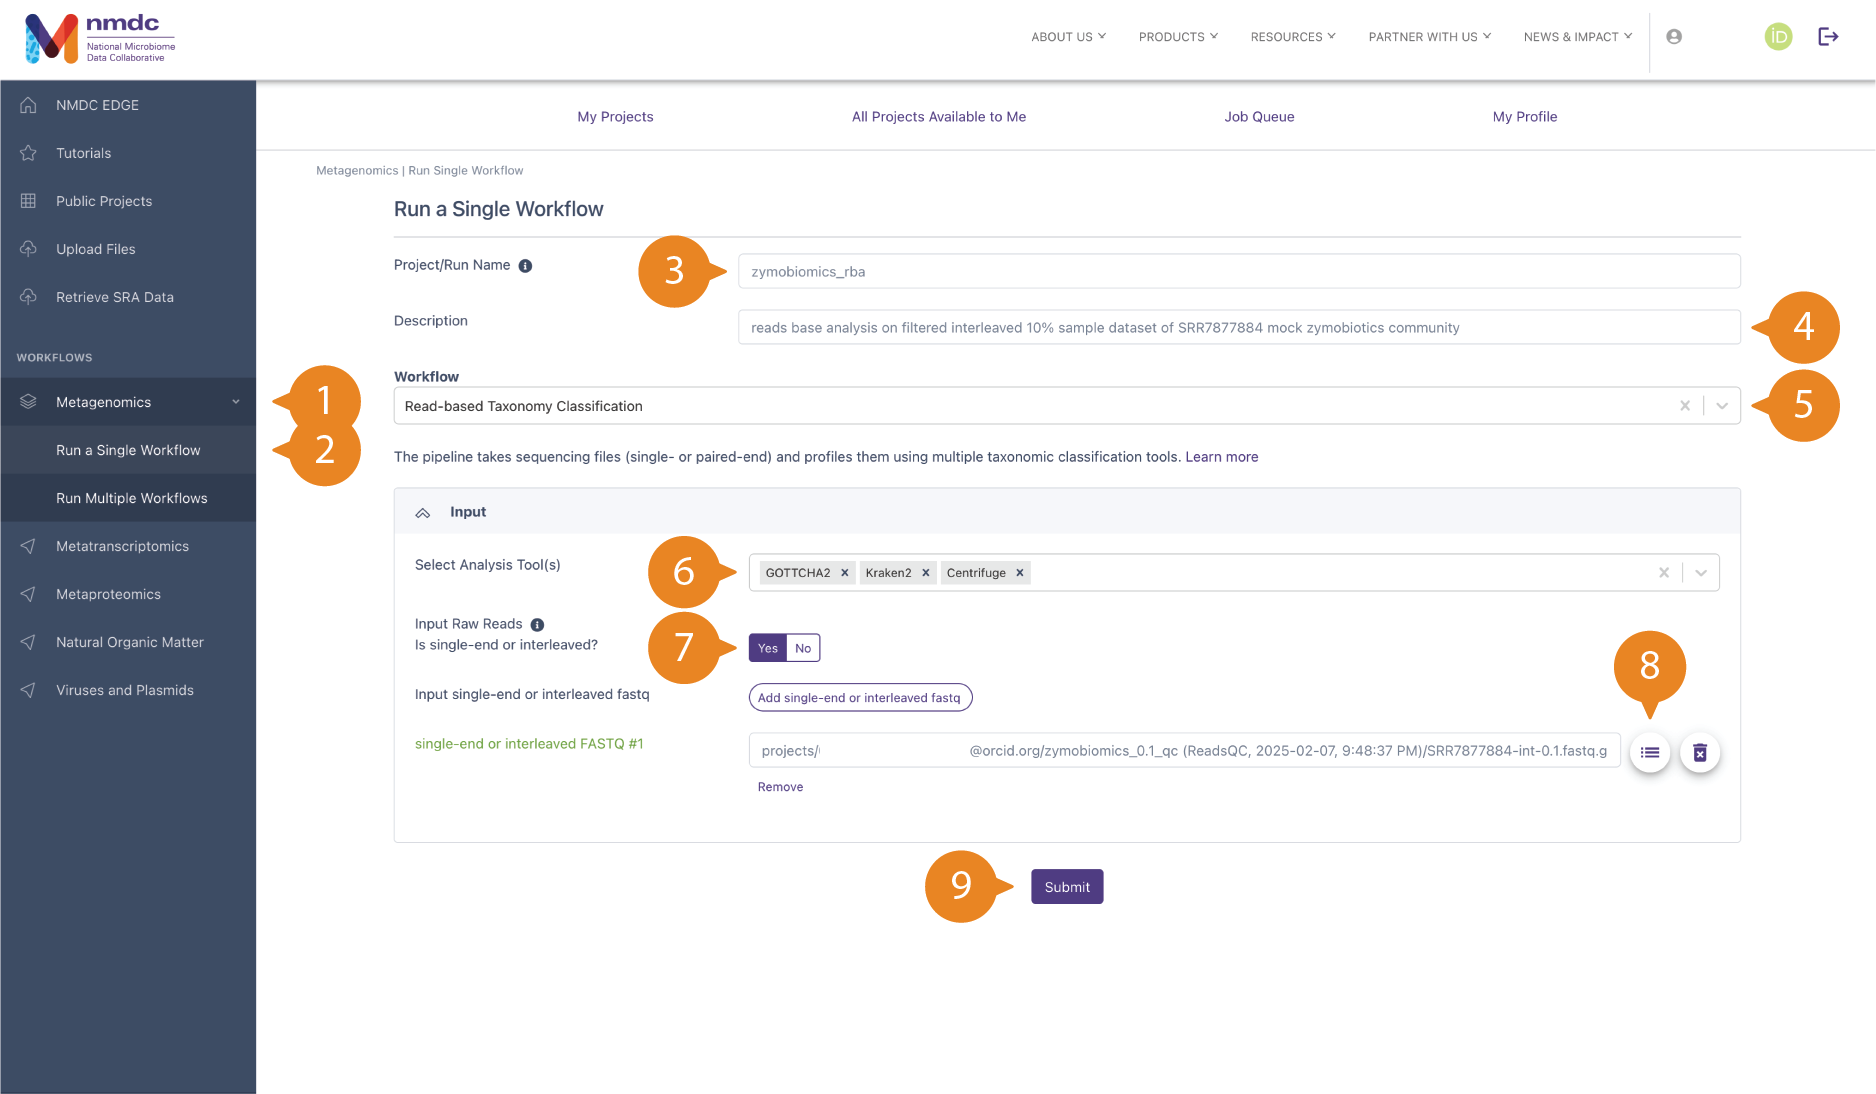 nmdc
National Microbiome
Data Collaborative
ABOUT US
PRODUCTS
RESOURCES
PARTNER WITH US
NEWS & IMPACT
iD
NMDC EDGE
Tutorials
Public Projects
Upload Files
Retrieve SRA Data
WORKFLOWS
Metagenomics
Run a Single Workflow
Run Multiple Workflows
Metatranscriptomics
Metaproteomics
Natural Organic Matter
Viruses and Plasmids
1
2
My Projects
All Projects Available to Me
Job Queue
My Profile
Metagenomics | Run Single Workflow
Run a Single Workflow
Project/Run Name
3
zymobiomics_rba
Description
reads base analysis on filtered interleaved 10% sample dataset of SRR7877884 mock zymobiotics community
4
Workflow
Read-based Taxonomy Classification
5
The pipeline takes sequencing files (single- or paired-end) and profiles them using multiple taxonomic classification tools. Learn more
Input
Select Analysis Tool(s)
6
GOTTCHA2 Kraken2 Centrifuge
Input Raw Reads
Is single-end or interleaved?
7
Yes No
Input single-end or interleaved fastq
Add single-end or interleaved fastq
8
single-end or interleaved FASTQ #1
projects/ @orcid.org/zymobiomics_0.1_qc (ReadsQC, 2025-02-07, 9:48:37 PM)/SRR7877884-int-0.1.fastq.g
Remove
9
Submit